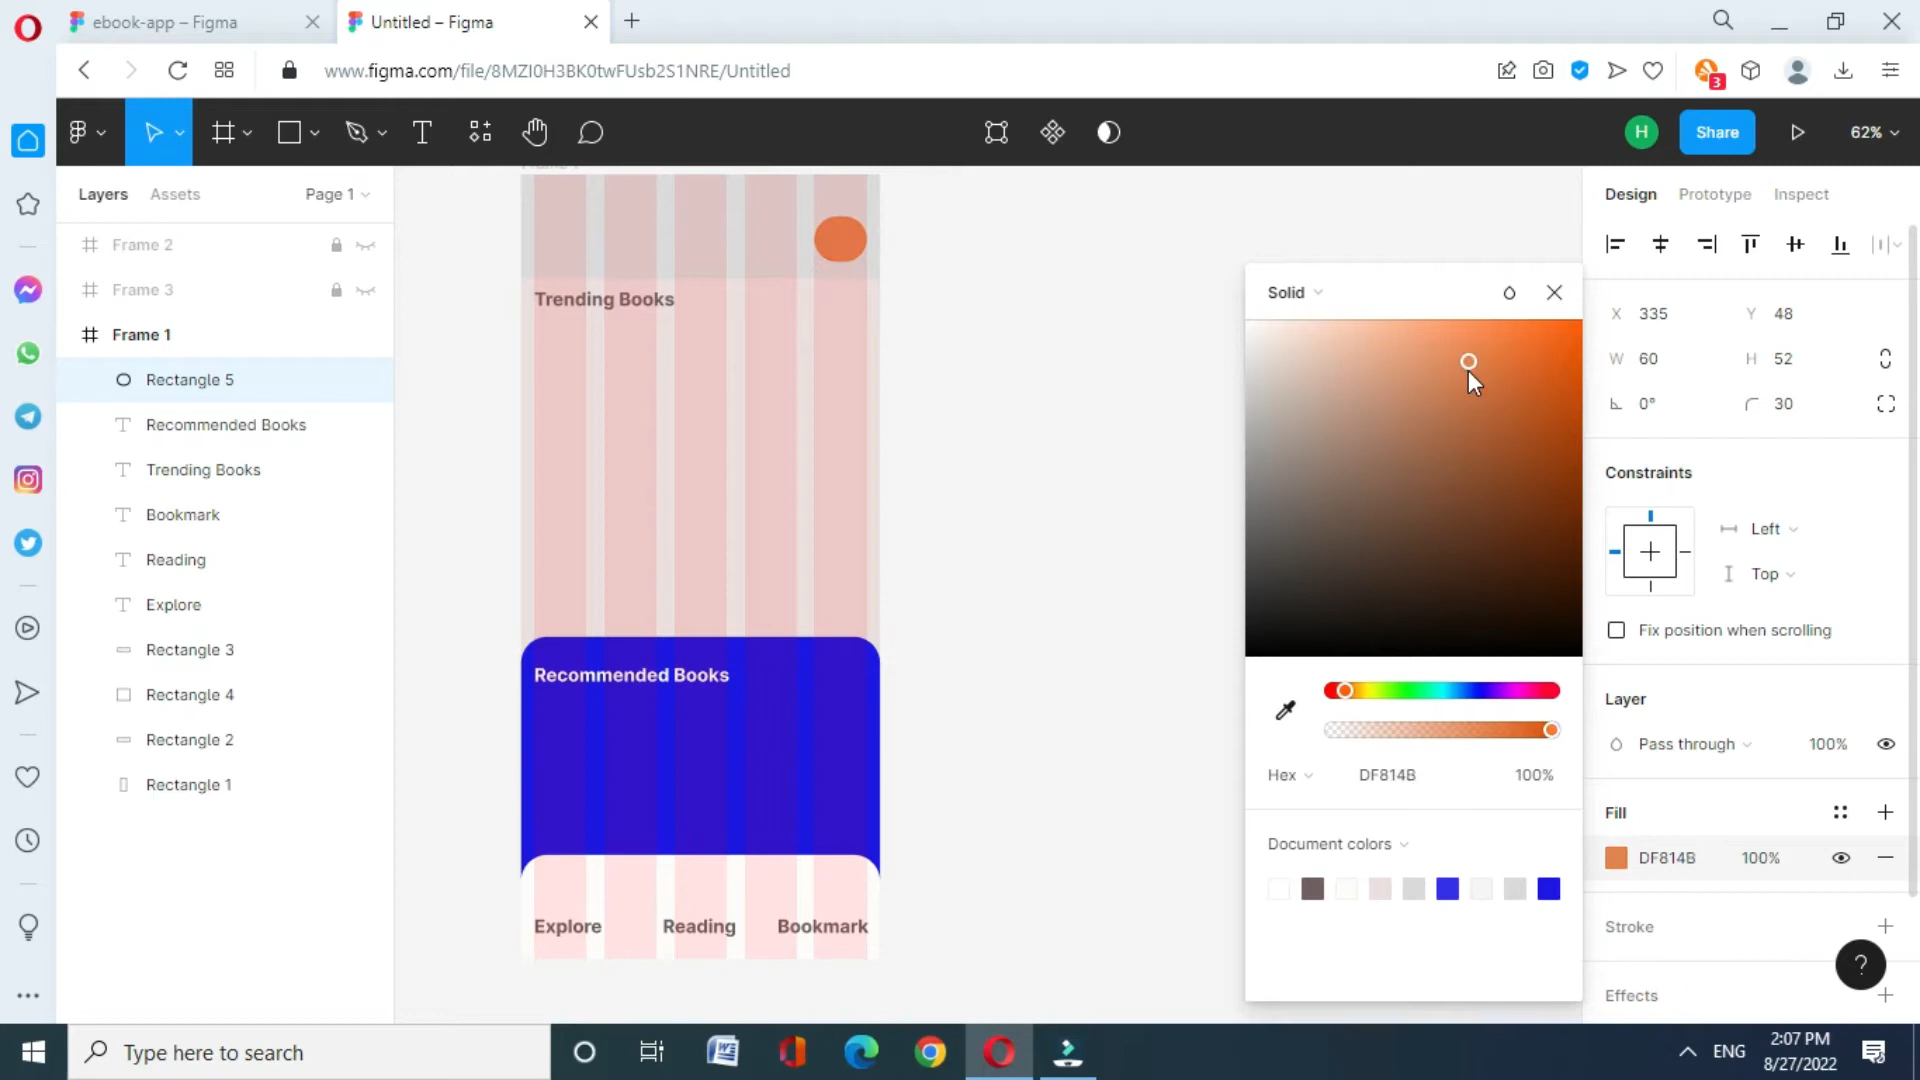 ebook-app – Figma
Untitled – Figma
www.figma.com/file/8MZI0H3BK0twFUsb2S1NRE/Untitled
3
H
Share
62%
Layers
Assets
Page 1
Frame 2
Frame 3
Frame 1
Rectangle 5
Recommended Books
Trending Books
Bookmark
Reading
Explore
Rectangle 3
Rectangle 4
Rectangle 2
Rectangle 1
Trending Books
Recommended Books
Explore
Reading
Bookmark
Solid
Hex
DF814B
100%
Document colors
Design
Prototype
Inspect
X 335
Y 48
W 60
H 52
0°
30
Constraints
Left
Top
Fix position when scrolling
Layer
Pass through
100%
Fill
DF814B
100%
Stroke
Effects
?
Type here to search
ENG
2:07 PM
8/27/2022